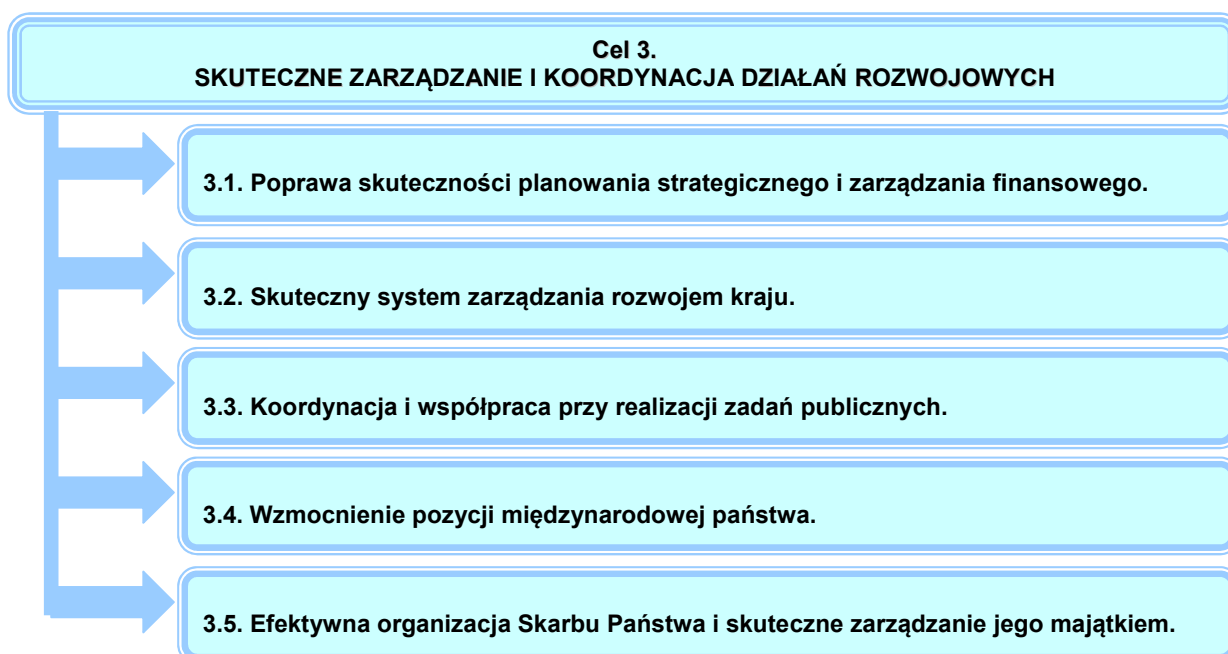 Cel 3.
SKUTECZNE ZARZĄDZANIE I KOORDYNACJA DZIAŁAŃ ROZWOJOWYCH
3.1. Poprawa skuteczności planowania strategicznego i zarządzania finansowego.
3.2. Skuteczny system zarządzania rozwojem kraju.
3.3. Koordynacja i współpraca przy realizacji zadań publicznych.
3.4. Wzmocnienie pozycji międzynarodowej państwa.
3.5. Efektywna organizacja Skarbu Państwa i skuteczne zarządzanie jego majątkiem.